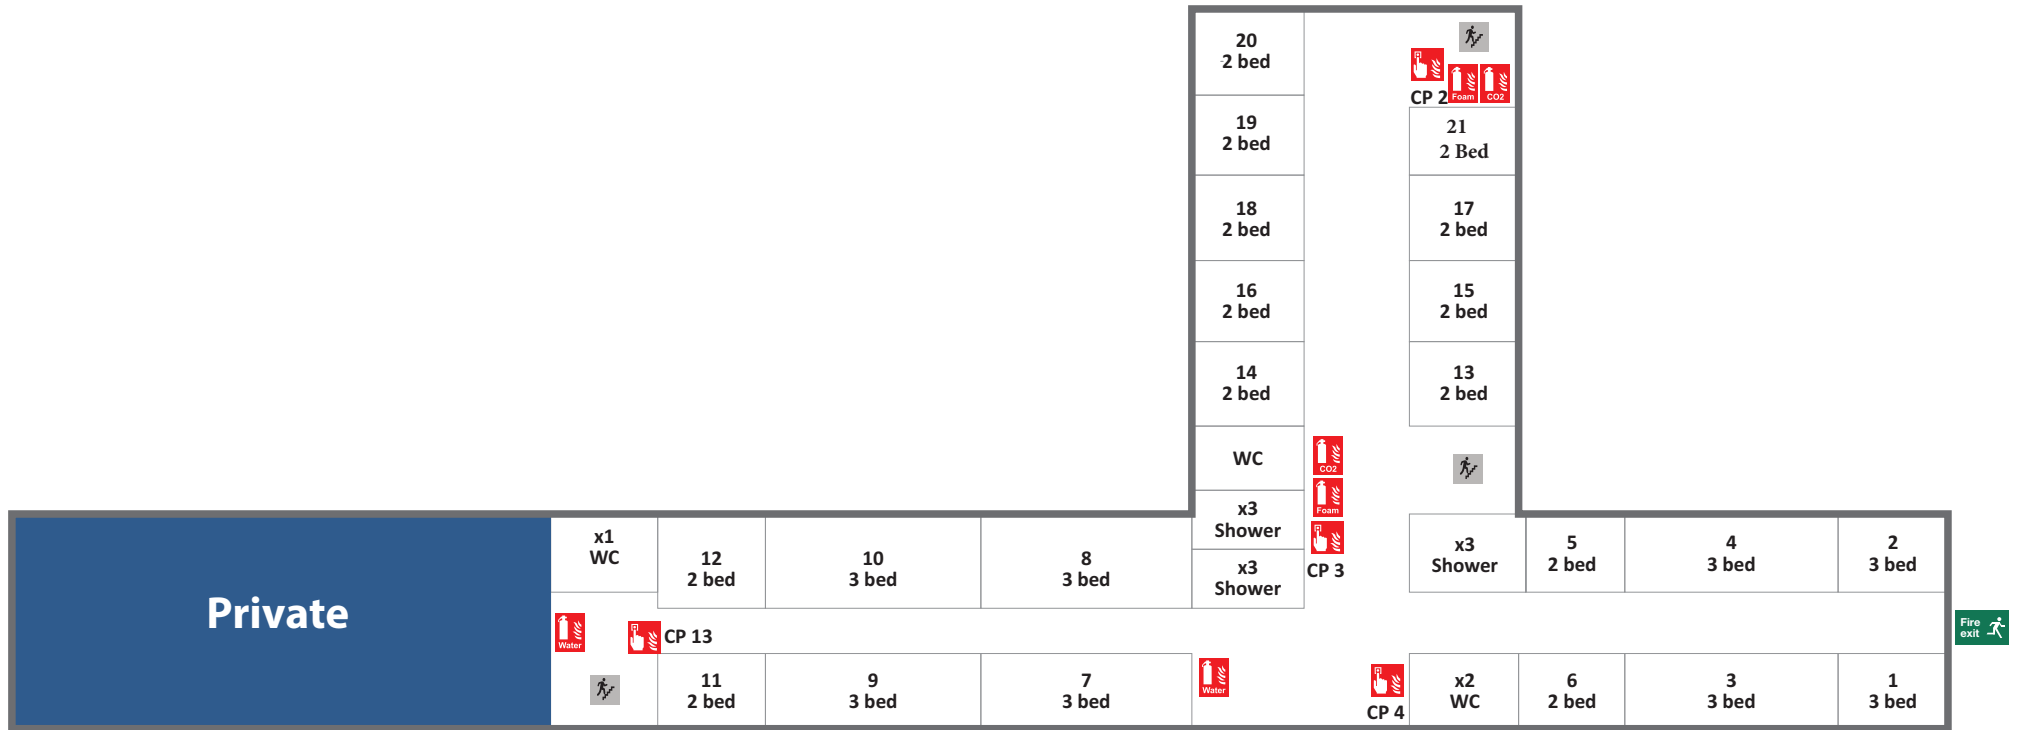 20
2 bed
CP 2
Foam
CO2
19
2 bed
21
2 Bed
18
2 bed
17
2 bed
16
2 bed
15
2 bed
14
2 bed
13
2 bed
WC
CO2
Foam
x3
Shower
x3
Shower
CP 3
x1
WC
12
2 bed
10
3 bed
8
3 bed
x3
Shower
5
2 bed
4
3 bed
2
3 bed
Private
Water
CP 13
Fire
exit
11
2 bed
9
3 bed
7
3 bed
Water
CP 4
x2
WC
6
2 bed
3
3 bed
1
3 bed